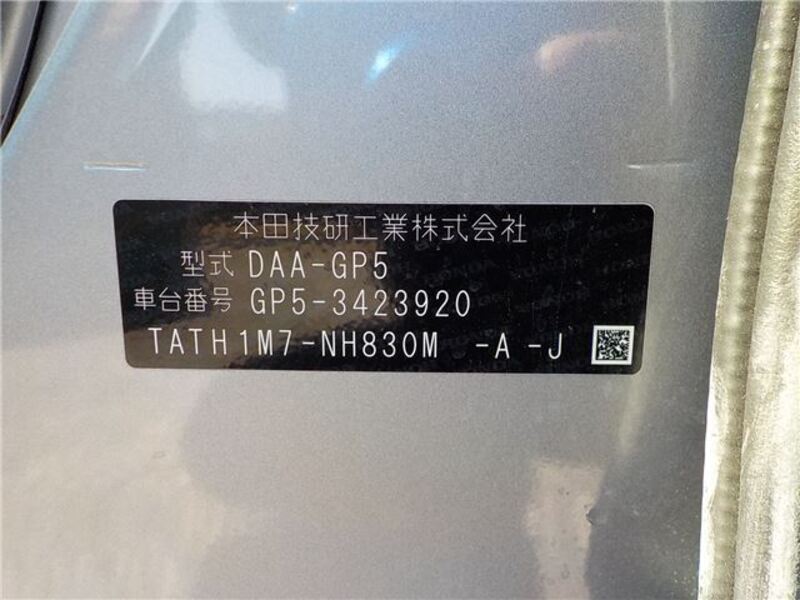 本田技研工業株式会社
型式 DAA-GP5
車台番号 GP5-3423920
TATH1M7-NH830M -A-J